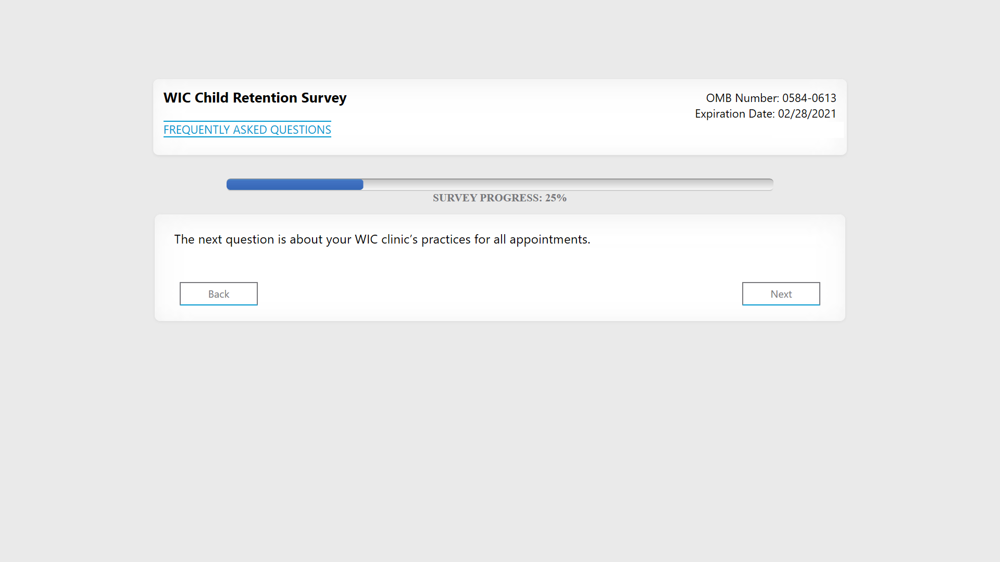 WIC Child Retention Survey
OMB Number: 0584-0613
Expiration Date: 02/28/2021
FREQUENTLY ASKED QUESTIONS
SURVEY PROGRESS: 25%
The next question is about your WIC clinic’s practices for all appointments.
Back
Next